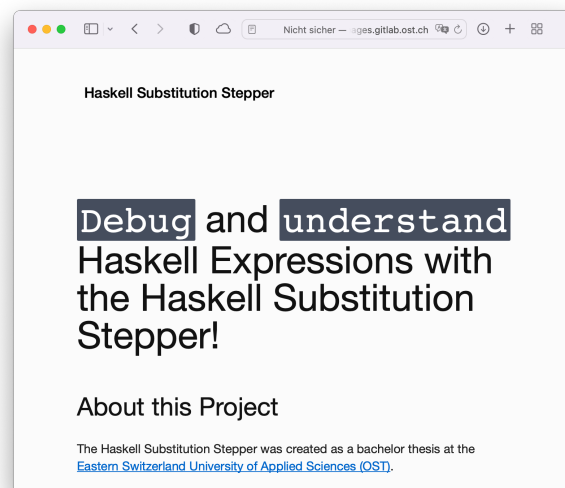 Nicht sicher — ages.gitlab.ost.ch
Haskell Substitution Stepper
Debug and understand
Haskell Expressions with
the Haskell Substitution
Stepper!
About this Project
The Haskell Substitution Stepper was created as a bachelor thesis at the
Eastern Switzerland University of Applied Sciences (OST).